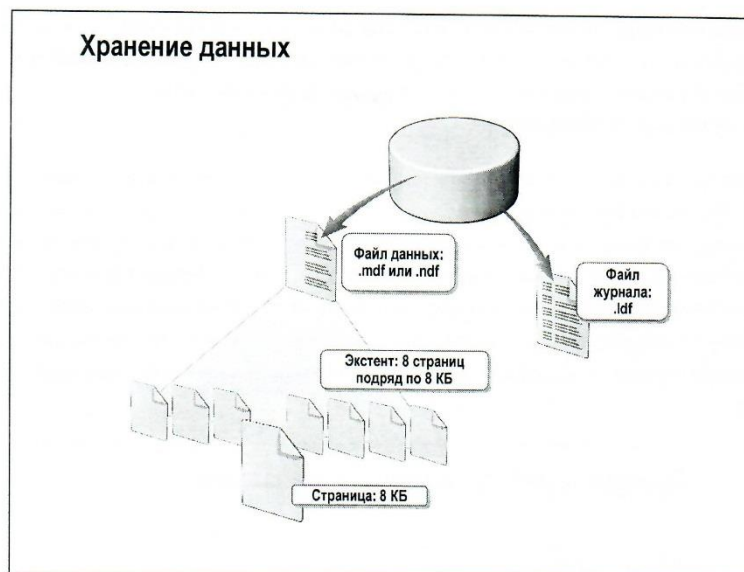 Хранение данных
Файл данных:
.mdf или .ndf
Файл
журнала:
.ldf
Экстент: 8 страниц
подряд по 8 КБ
Страница: 8 КБ